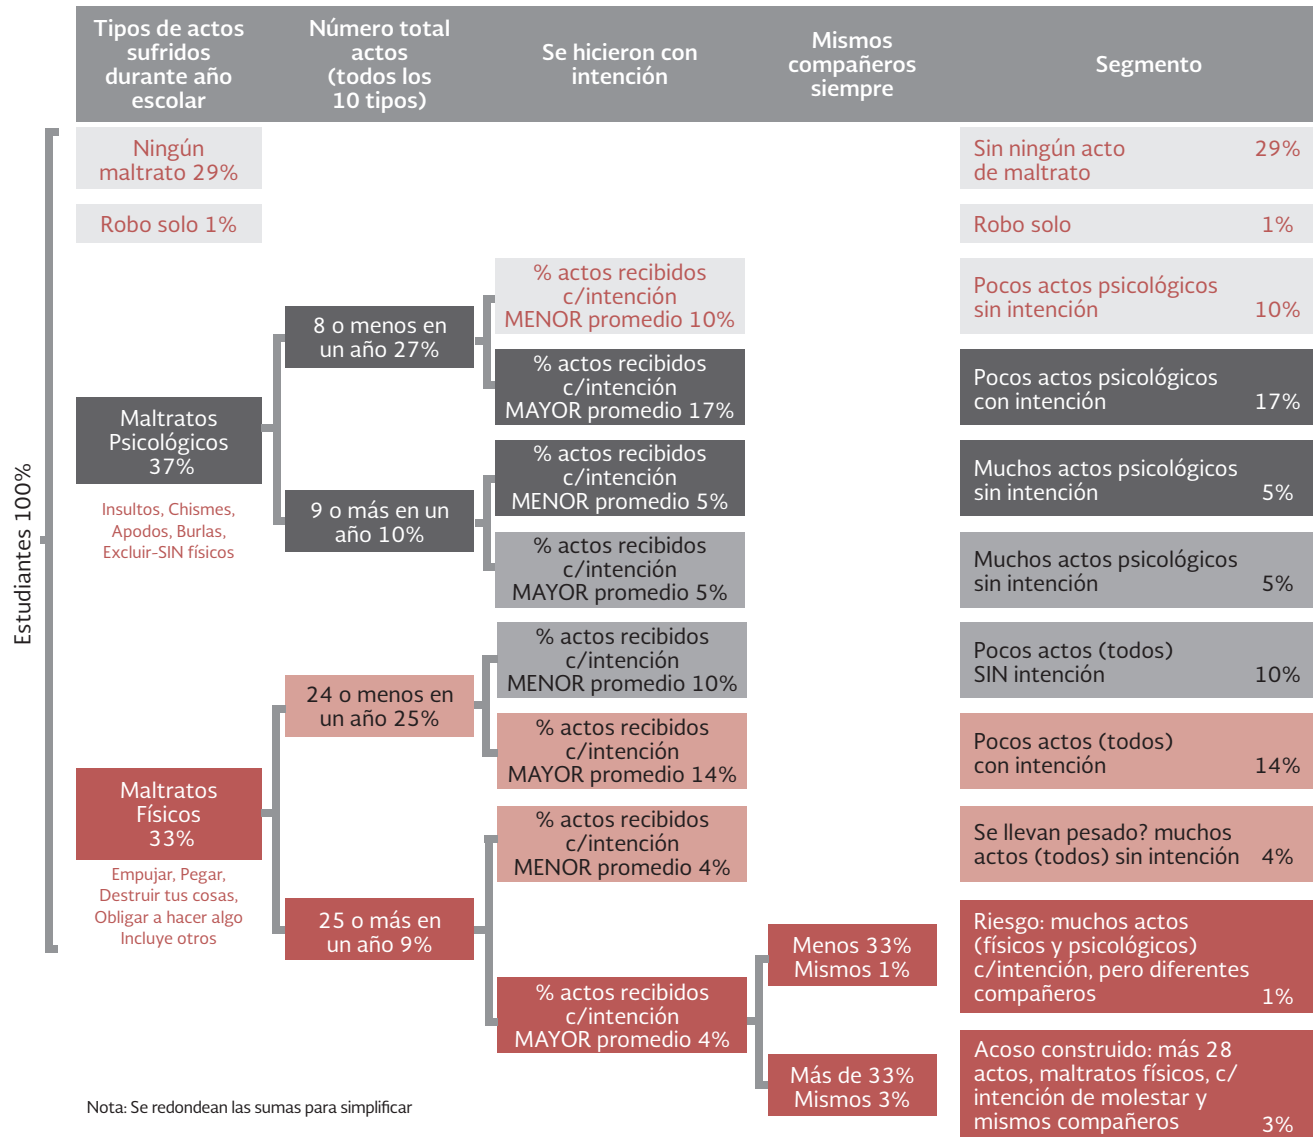 Tipos de actos
sufridos
durante año
escolar
Número total
actos
(todos los
10 tipos)
Se hicieron con
intención
Mismos
compañeros
siempre
Segmento
Estudiantes 100%
Ningún
maltrato 29%
Sin ningún acto 29%
de maltrato
Robo solo 1%
Robo solo 1%
Maltratos
Psicológicos
37%
Insultos, Chismes,
Apodos, Burlas,
Excluir-SIN físicos
8 o menos en
un año 27%
% actos recibidos
c/intención
MENOR promedio 10%
Pocos actos psicológicos
sin intención 10%
% actos recibidos
c/intención
MAYOR promedio 17%
Pocos actos psicológicos
con intención 17%
9 o más en un
año 10%
% actos recibidos
c/intención
MENOR promedio 5%
Muchos actos psicológicos
sin intención 5%
% actos recibidos
c/intención
MAYOR promedio 5%
Muchos actos psicológicos
sin intención 5%
Maltratos
Físicos
33%
Empujar, Pegar,
Destruir tus cosas,
Obligar a hacer algo
Incluye otros
24 o menos en
un año 25%
% actos recibidos
c/intención
MENOR promedio 10%
Pocos actos (todos)
SIN intención 10%
% actos recibidos
c/intención
MAYOR promedio 14%
Pocos actos (todos)
con intención 14%
25 o más en
un año 9%
% actos recibidos
c/intención
MENOR promedio 4%
Se llevan pesado? muchos
actos (todos) sin intención 4%
% actos recibidos
c/intención
MAYOR promedio 4%
Menos 33%
Mismos 1%
Riesgo: muchos actos
(físicos y psicológicos)
c/intención, pero diferentes
compañeros 1%
Más de 33%
Mismos 3%
Acoso construido: más 28
actos, maltratos físicos, c/
intención de molestar y
mismos compañeros 3%
Nota: Se redondean las sumas para simplificar